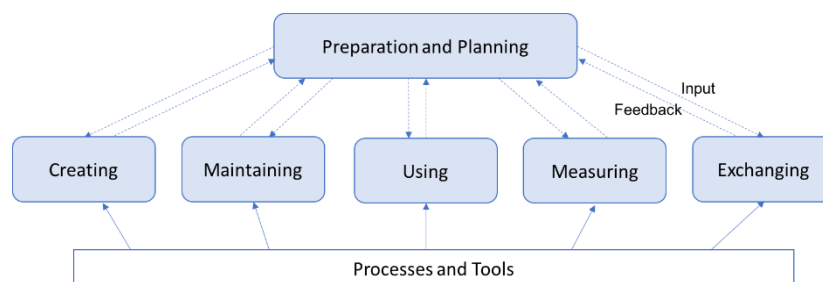 Preparation and Planning
Input
Feedback
Creating
Maintaining
Using
Measuring
Exchanging
Processes and Tools